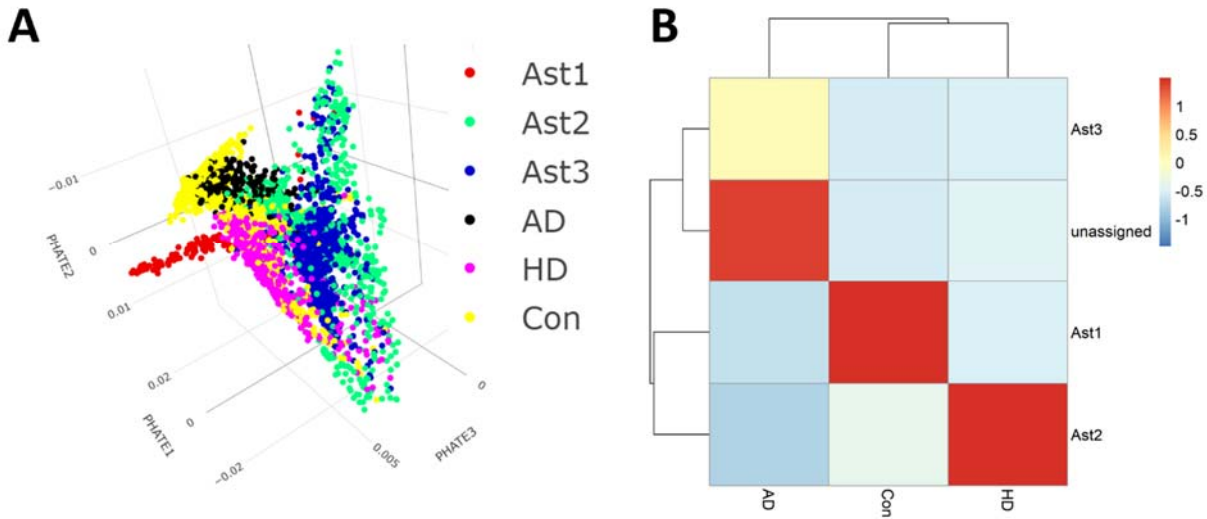 A
Ast1
Ast2
Ast3
AD
HD
Con
−0.01
PHATE2
0
0.01
0.02
0
PHATE1
−0.02
0.005
PHATE3
0
B
Ast3
unassigned
Ast1
Ast2
AD
Con
HD
1
0.5
0
-0.5
-1